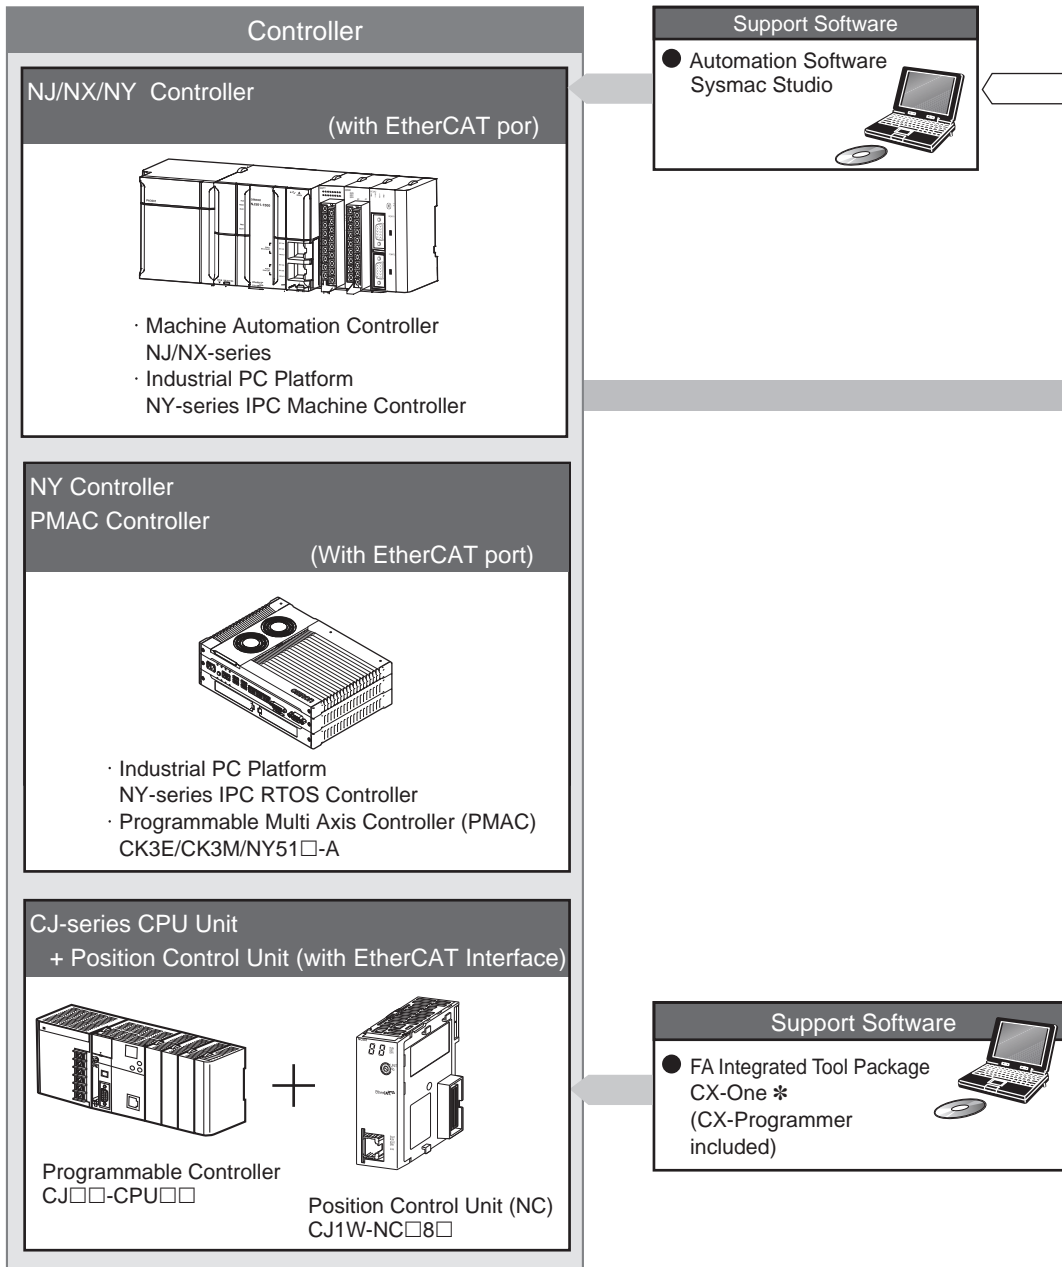 Controller
NJ/NX/NY Controller
(with EtherCAT por)
· Machine Automation Controller
NJ/NX-series
· Industrial PC Platform
NY-series IPC Machine Controller
NY Controller
PMAC Controller
(With EtherCAT port)
· Industrial PC Platform
NY-series IPC RTOS Controller
· Programmable Multi Axis Controller (PMAC)
CK3E/CK3M/NY51□-A
CJ-series CPU Unit
+ Position Control Unit (with EtherCAT Interface)
Programmable Controller
CJ□□-CPU□□
Position Control Unit (NC)
CJ1W-NC□8□
Support Software
● Automation Software
Sysmac Studio
Support Software
● FA Integrated Tool Package
CX-One *
(CX-Programmer
included)